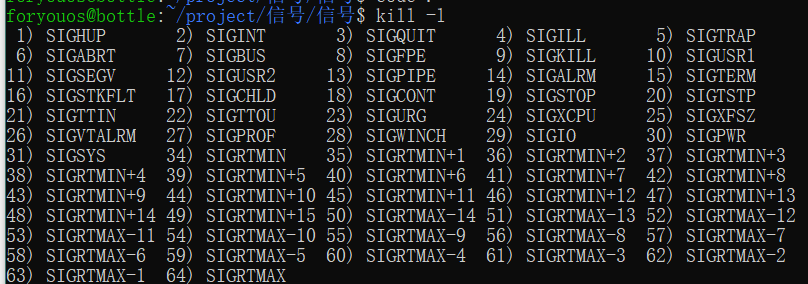 foryouos@bottle:~/project/信号/信号$ kill -l
1) SIGHUP 2) SIGINT 3) SIGQUIT 4) SIGILL 5) SIGTRAP
6) SIGABRT 7) SIGBUS 8) SIGFPE 9) SIGKILL 10) SIGUSR1
11) SIGSEGV 12) SIGUSR2 13) SIGPIPE 14) SIGALRM 15) SIGTERM
16) SIGSTKFLT 17) SIGCHLD 18) SIGCONT 19) SIGSTOP 20) SIGTSTP
21) SIGTTIN 22) SIGTTOU 23) SIGURG 24) SIGXCPU 25) SIGXFSZ
26) SIGVTALRM 27) SIGPROF 28) SIGWINCH 29) SIGIO 30) SIGPWR
31) SIGSYS 34) SIGRTMIN 35) SIGRTMIN+1 36) SIGRTMIN+2 37) SIGRTMIN+3
38) SIGRTMIN+4 39) SIGRTMIN+5 40) SIGRTMIN+6 41) SIGRTMIN+7 42) SIGRTMIN+8
43) SIGRTMIN+9 44) SIGRTMIN+10 45) SIGRTMIN+11 46) SIGRTMIN+12 47) SIGRTMIN+13
48) SIGRTMIN+14 49) SIGRTMIN+15 50) SIGRTMAX-14 51) SIGRTMAX-13 52) SIGRTMAX-12
53) SIGRTMAX-11 54) SIGRTMAX-10 55) SIGRTMAX-9 56) SIGRTMAX-8 57) SIGRTMAX-7
58) SIGRTMAX-6 59) SIGRTMAX-5 60) SIGRTMAX-4 61) SIGRTMAX-3 62) SIGRTMAX-2
63) SIGRTMAX-1 64) SIGRTMAX